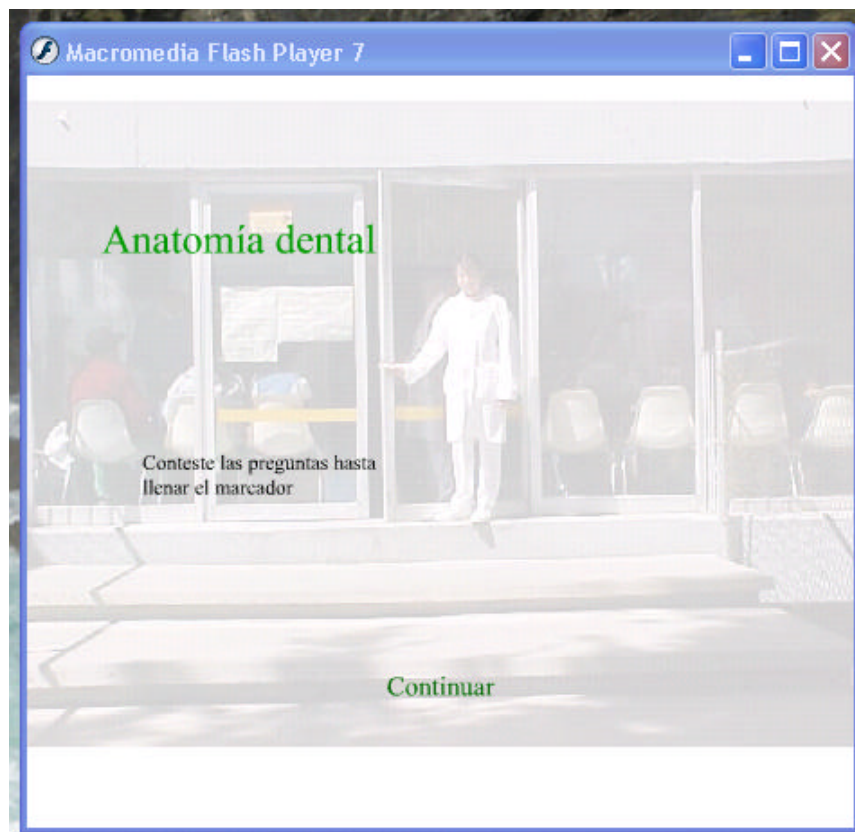 Macromedia Flash Player 7
Anatomía dental
Conteste las preguntas hasta
llenar el marcador
Continuar